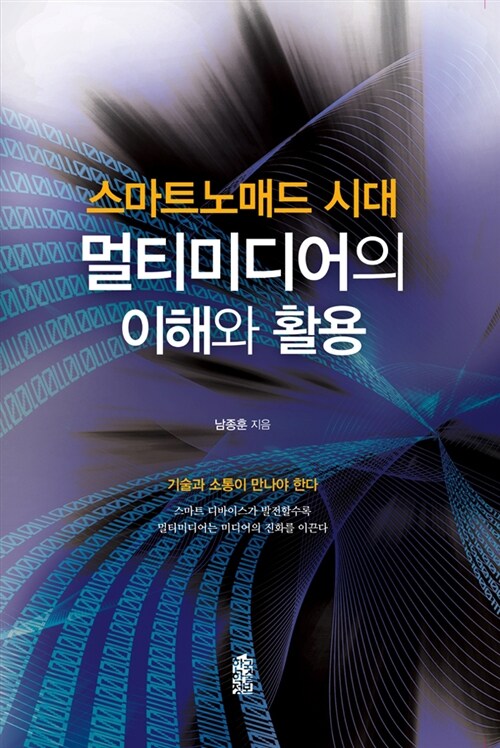 스마트노매드 시대
멀티미디어의
이해와 활용
남종훈 지음
기술과 소통이 만나야 한다
스마트 디바이스가 발전할수록
멀티미디어는 미디어의 진화를 이끈다